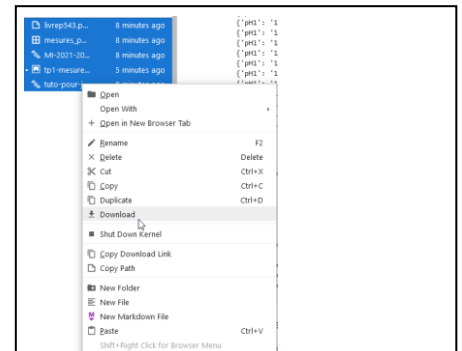 livrep543.p... 8 minutes ago
mesures_p... 8 minutes ago
MI-2021-20... 8 minutes ago
tp1-mesure... 5 minutes ago
tuto-pour-
{'pH1': '1
{'pH1': '1
{'pH1': '1
{'pH1': '1
{'pH1': '1
Open
Open With
Open in New Browser Tab
Rename F2
Delete Delete
Cut Ctrl+X
Copy Ctrl+C
Duplicate Ctrl+D
Download
Shut Down Kernel
Copy Download Link
Copy Path
New Folder
New File
New Markdown File
Paste Ctrl+V
Shift+Right Click for Browser Menu